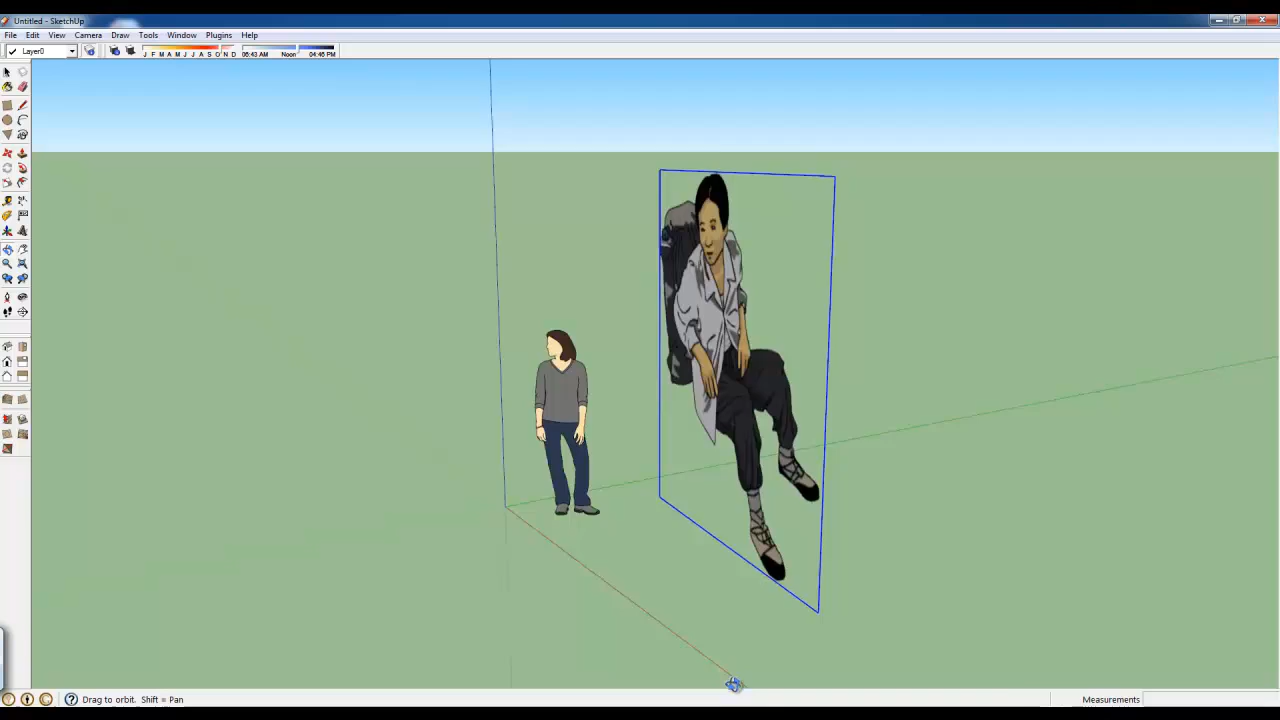 Untitled - SketchUp
File Edit View Camera Draw Tools Window Plugins Help
Layer0
J F M A M J J A S O N D 06:43 AM Noon 04:46 PM
Drag to orbit. Shift = Pan Measurements